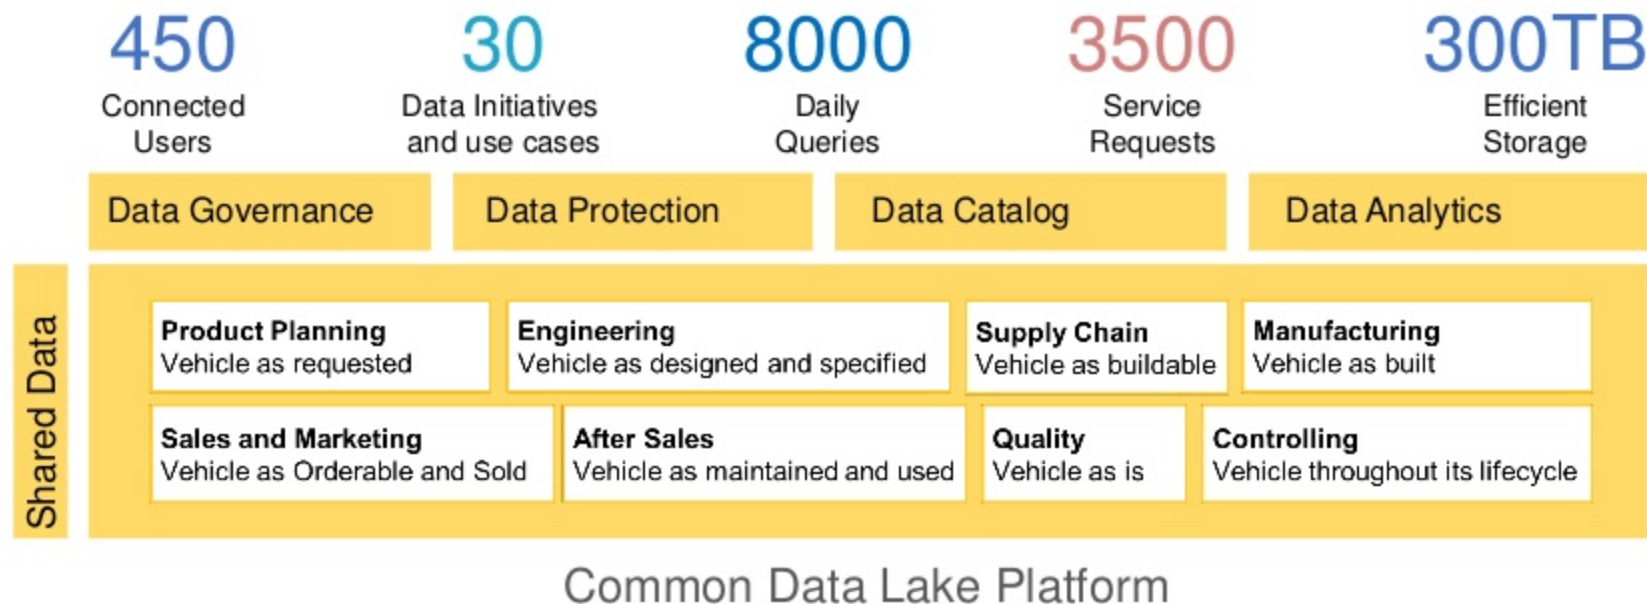 450
30
8000
3500
300TB
Connected
Users
Data Initiatives
and use cases
Daily
Queries
Service
Requests
Efficient
Storage
Data Governance
Data Protection
Data Catalog
Data Analytics
Shared Data
Product Planning
Vehicle as requested
Engineering
Vehicle as designed and specified
Supply Chain
Vehicle as buildable
Manufacturing
Vehicle as built
Sales and Marketing
Vehicle as Orderable and Sold
After Sales
Vehicle as maintained and used
Quality
Vehicle as is
Controlling
Vehicle throughout its lifecycle
Common Data Lake Platform